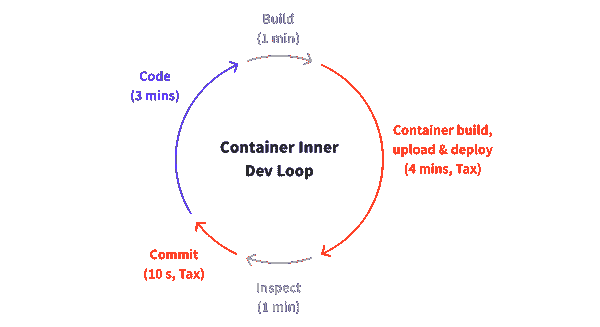 Build
(1 min)
Code
(3 mins)
Container build,
upload & deploy
(4 mins, Tax)
Container Inner
Dev Loop
Commit
(10 s, Tax)
Inspect
(1 min)